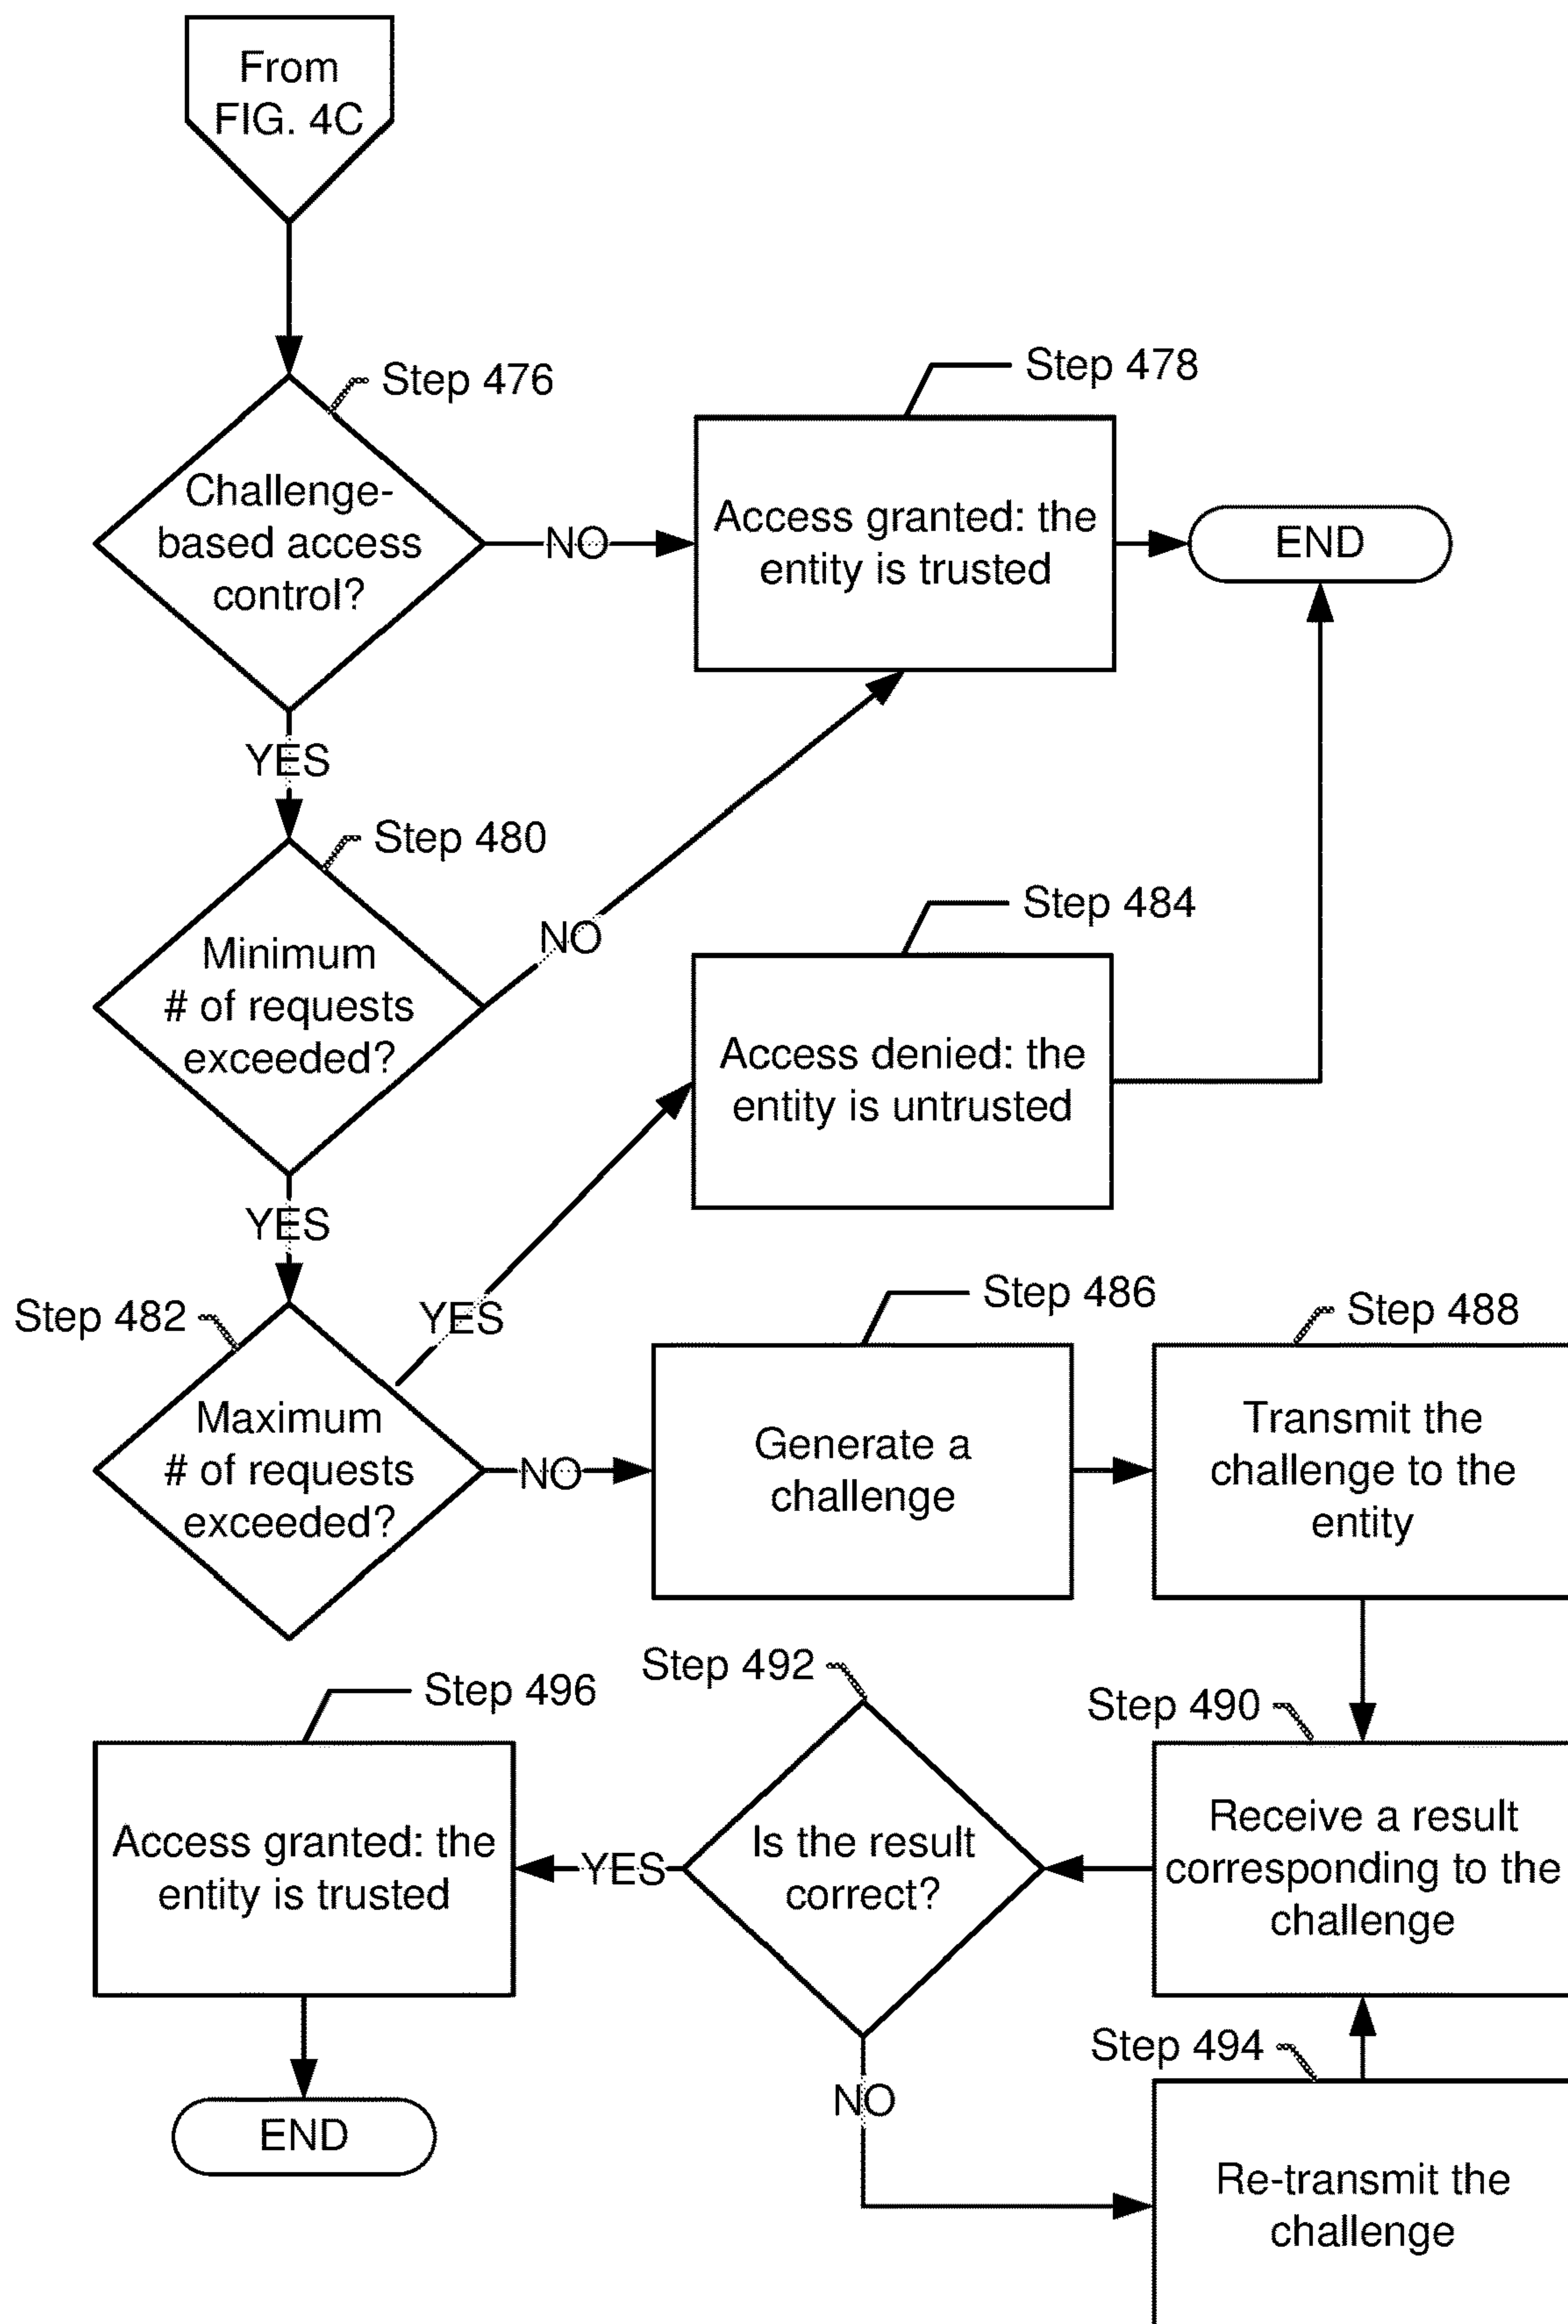 From
FIG. 4C
Step 476
Challenge-
based access
control?
NO
Step 478
Access granted: the
entity is trusted
END
YES
Step 480
Minimum
# of requests
exceeded?
NO
Step 484
Access denied: the
entity is untrusted
YES
Step 482
Maximum
# of requests
exceeded?
YES
NO
Step 486
Generate a
challenge
Step 488
Transmit the
challenge to the
entity
Step 490
Receive a result
corresponding to the
challenge
Step 492
Is the result
correct?
YES
Step 496
Access granted: the
entity is trusted
END
NO
Step 494
Re-transmit the
challenge